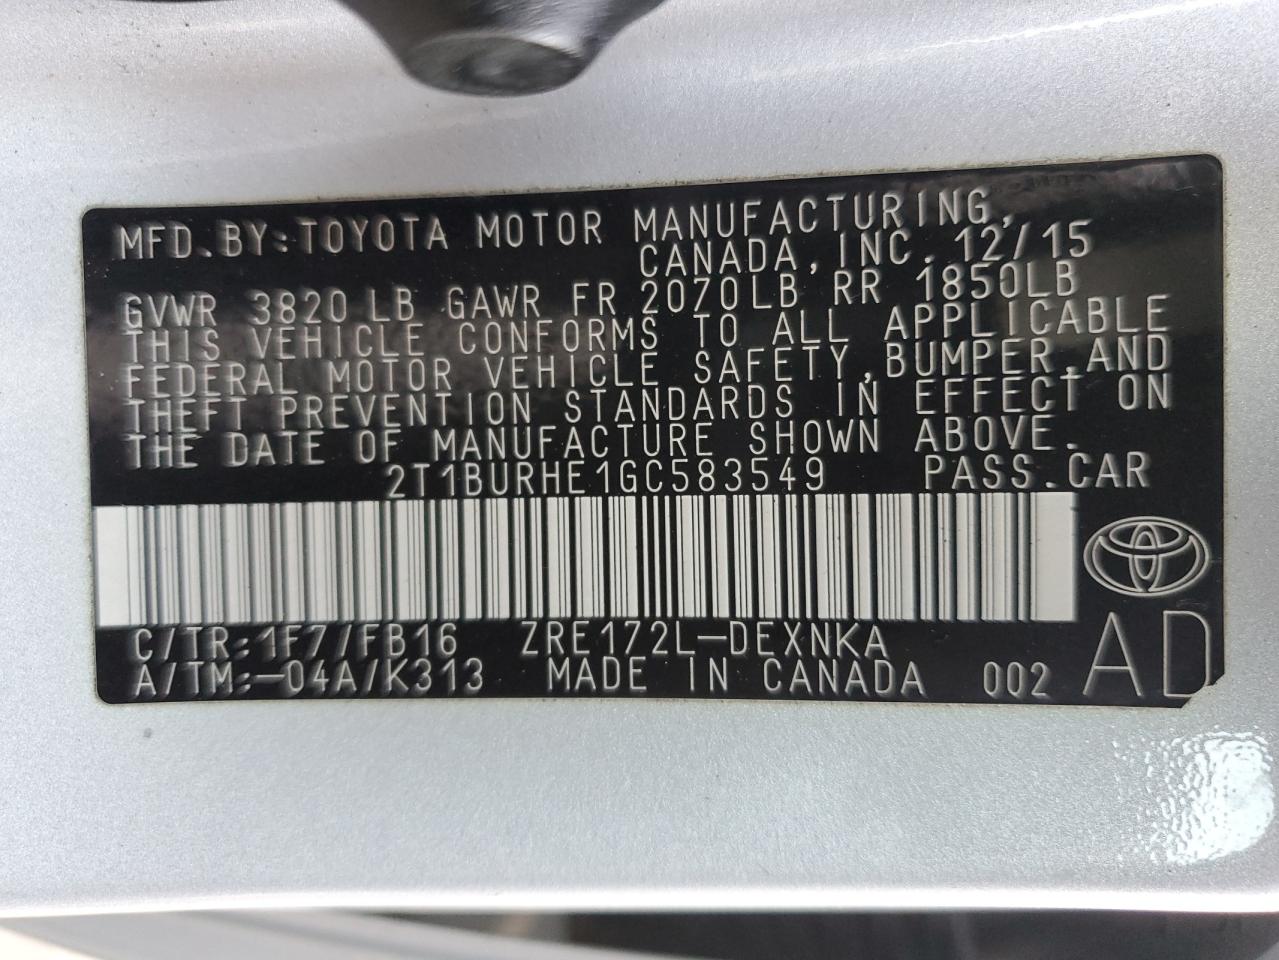 MFD.BY:TOYOTA MOTOR MANUFACTURING,
CANADA,INC. 12/15
GVWR 3820 LB GAWR FR 2070LB RR 1850LB
THIS VEHICLE CONFORMS TO ALL APPLICABLE
FEDERAL MOTOR VEHICLE SAFETY,BUMPER,AND
THEFT PREVENTION STANDARDS IN EFFECT ON
THE DATE OF MANUFACTURE SHOWN ABOVE.
2T1BURHE1GC583549 PASS.CAR
C/TR:1F7/FB16 ZRE172L-DEXNKA
A/TM:-04A/K313 MADE IN CANADA 002 AD